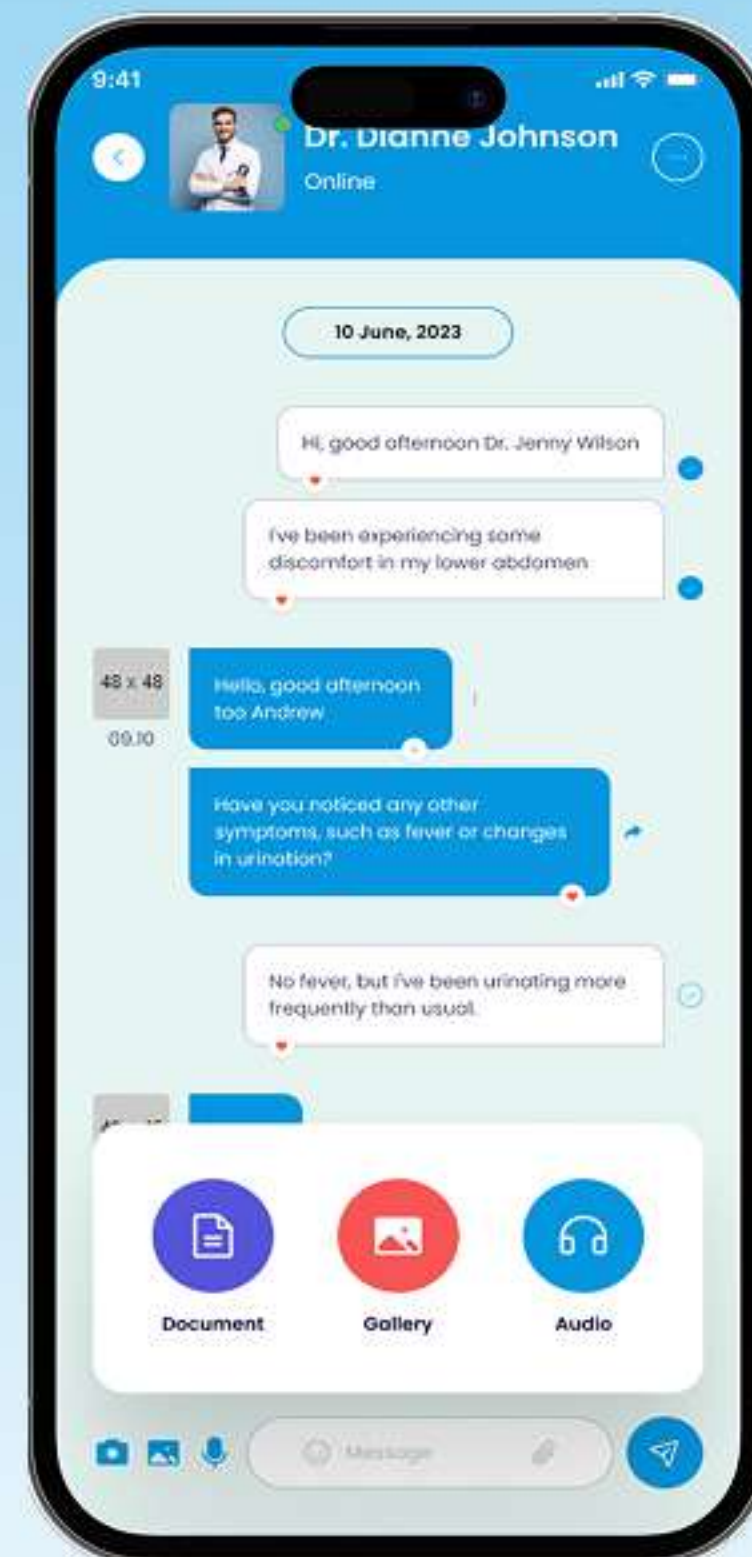 9:41
Dr. Dianne Johnson
Online
10 June, 2023
Hi, good afternoon Dr. Jenny Wilson
I've been experiencing some
discomfort in my lower abdomen
48 x 48
Hello, good afternoon
too Andrew
09.10
Have you noticed any other
symptoms, such as fever or changes
in urination?
No fever, but i've been urinating more
frequently than usual.
Document
Gallery
Audio
Message